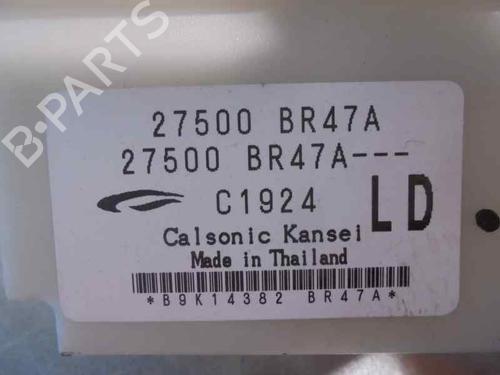 B-PARTS
27500 BR47A
27500 BR47A---
C1924
LD
Calsonic Kansei
Made in Thailand
*B9K14382 BR47A*